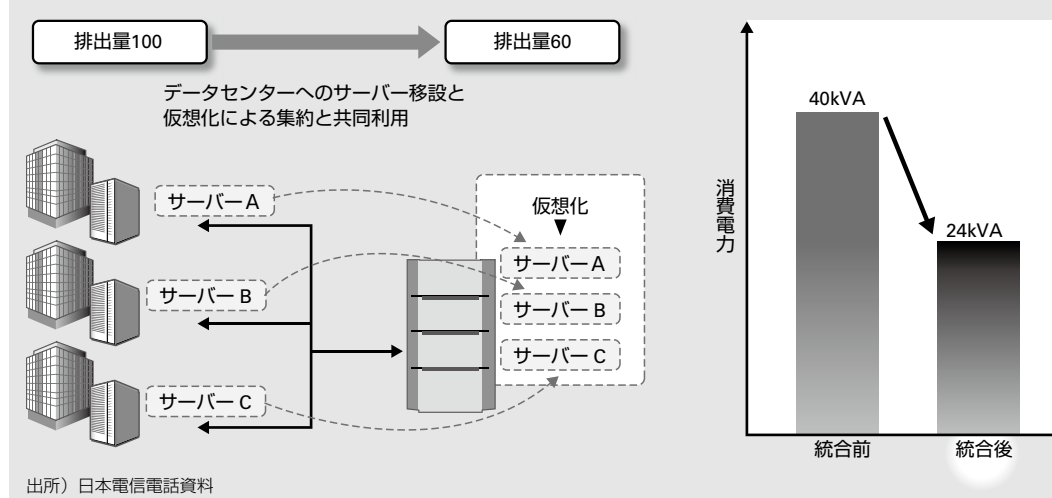 排出量100
排出量60
データセンターへのサーバー移設と
仮想化による集約と共同利用
サーバー A
サーバー B
サーバー C
仮想化
サーバー A
サーバー B
サーバー C
出所）日本電信電話資料
消費電力
40kVA
24kVA
統合前
統合後